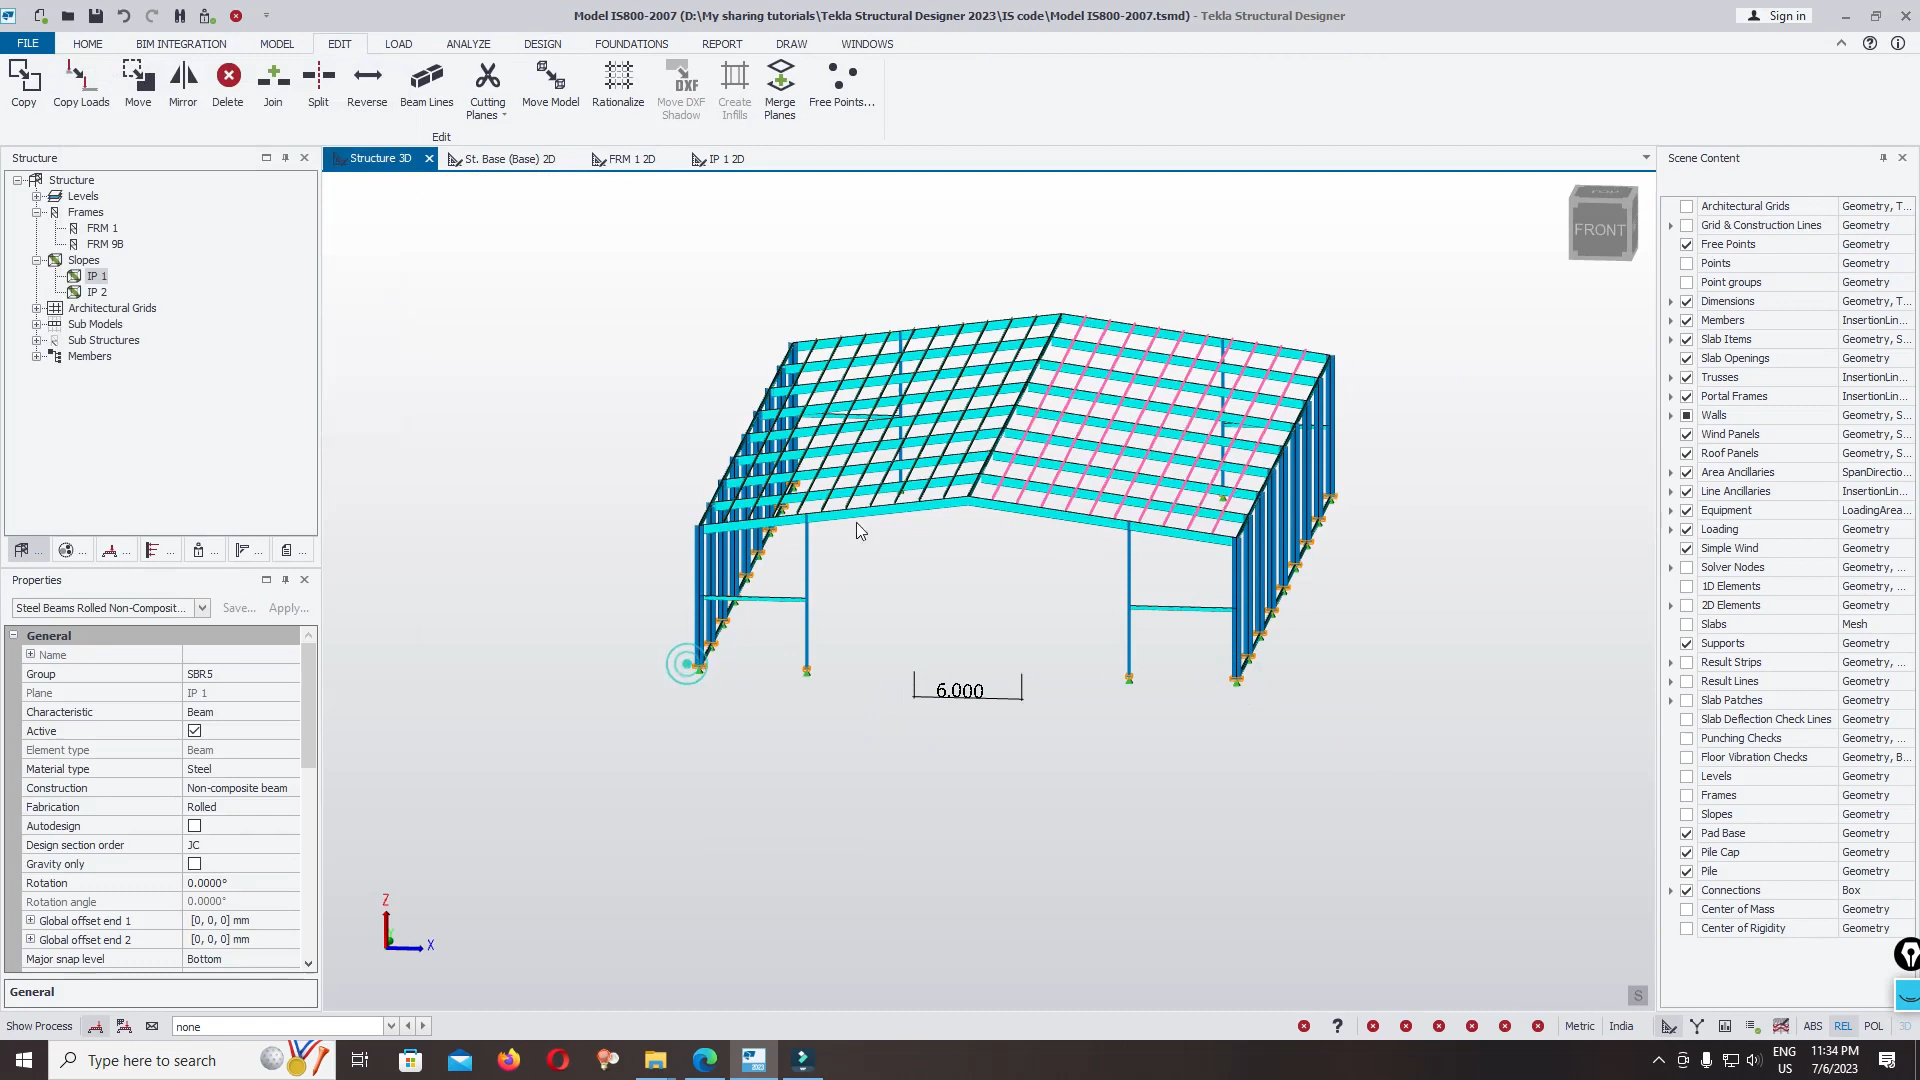 Model IS800-2007 (D:\My sharing tutorials\Tekla Structural Designer 2023\IS code\Model IS800-2007.tsmd) - Tekla Structural Designer
Sign in
FILE
HOME
BIM INTEGRATION
MODEL
EDIT
LOAD
ANALYZE
DESIGN
FOUNDATIONS
REPORT
DRAW
WINDOWS
Copy
Copy Loads
Move
Mirror
Delete
Join
Split
Reverse
Beam Lines
Cutting
Planes
Move Model
Rationalize
Move DXF
Shadow
DXF
Create
Infills
Merge
Planes
Free Points...
Edit
Structure
Structure 3D
St. Base (Base) 2D
FRM 1 2D
IP 1 2D
Scene Content
Structure
Levels
Frames
FRM 1
FRM 9B
Slopes
IP 1
IP 2
Architectural Grids
Sub Models
Sub Structures
Members
Properties
Steel Beams Rolled Non-Composit...
Save...
Apply...
General
Name
Group SBR5
Plane IP 1
Characteristic Beam
Active
Element type Beam
Material type Steel
Construction Non-composite beam
Fabrication Rolled
Autodesign
Design section order JC
Gravity only
Rotation 0.0000°
Rotation angle 0.0000°
Global offset end 1 [0, 0, 0] mm
Global offset end 2 [0, 0, 0] mm
Major snap level Bottom
General
TOP
FRONT
6.000
Z
X
S
Architectural Grids Geometry, T...
Grid & Construction Lines Geometry
Free Points Geometry
Points Geometry
Point groups Geometry
Dimensions Geometry, T...
Members InsertionLin...
Slab Items Geometry, S...
Slab Openings Geometry
Trusses InsertionLin...
Portal Frames InsertionLin...
Walls Geometry, S...
Wind Panels Geometry, S...
Roof Panels Geometry, S...
Area Ancillaries SpanDirectio...
Line Ancillaries InsertionLin...
Equipment LoadingArea...
Loading Geometry, S...
Simple Wind Geometry
Solver Nodes Geometry, ...
1D Elements Geometry, ...
2D Elements Geometry, ...
Slabs Mesh
Supports Geometry
Result Strips Geometry, ...
Result Lines Geometry, ...
Slab Patches Geometry, ...
Slab Deflection Check Lines Geometry
Punching Checks Geometry, ...
Floor Vibration Checks Geometry, B...
Levels Geometry
Frames Geometry
Slopes Geometry
Pad Base Geometry
Pile Cap Geometry
Pile Geometry
Connections Box
Center of Mass Geometry
Center of Rigidity Geometry
Show Process
none
Metric
India
ABS
REL
POL
3D
Type here to search
ENG
US
11:34 PM
7/6/2023